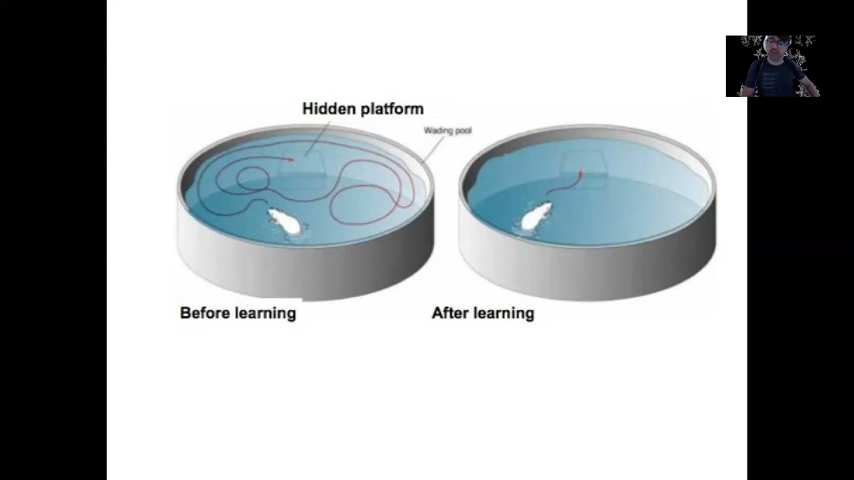 Hidden platform
Wading pool
Before learning
After learning